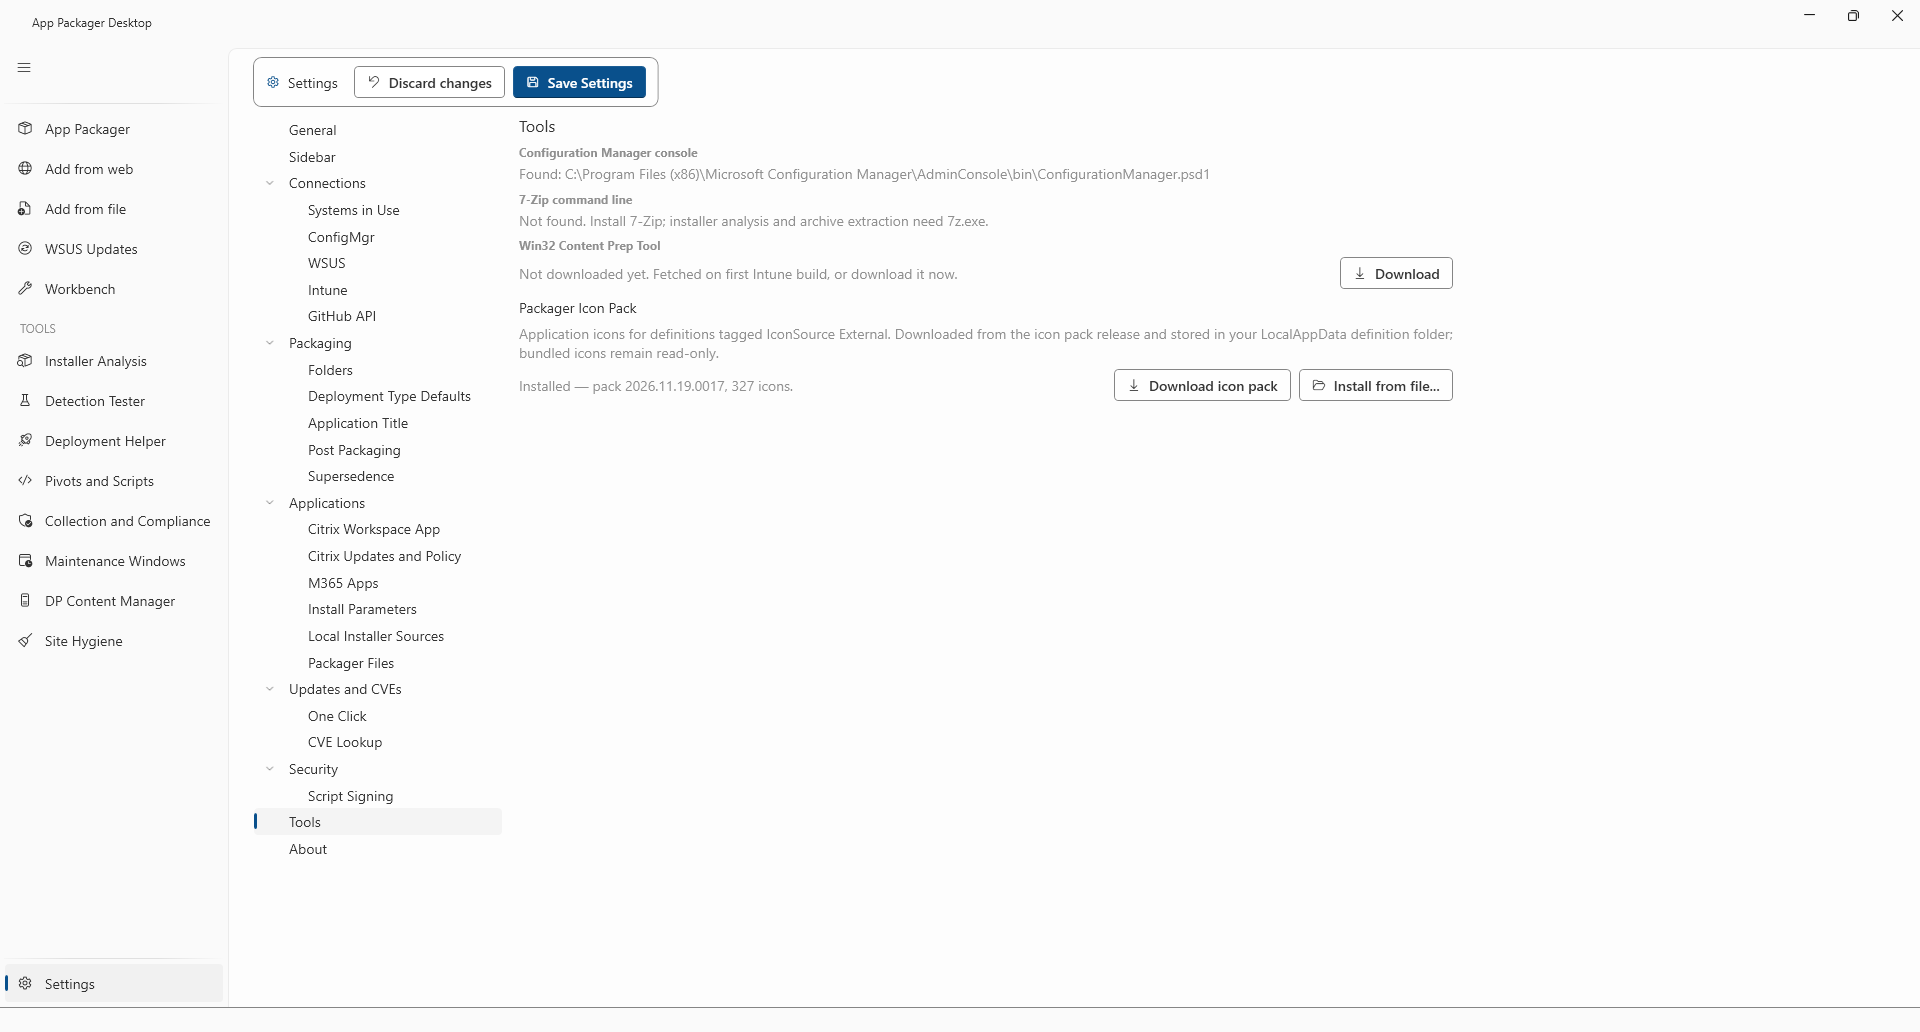 App Packager Desktop
App Packager
Add from web
Add from file
WSUS Updates
Workbench
TOOLS
Installer Analysis
Detection Tester
Deployment Helper
Pivots and Scripts
Collection and Compliance
Maintenance Windows
DP Content Manager
Site Hygiene
Settings
Settings
Discard changes
Save Settings
General
Sidebar
Connections
Systems in Use
ConfigMgr
WSUS
Intune
GitHub API
Packaging
Folders
Deployment Type Defaults
Application Title
Post Packaging
Supersedence
Applications
Citrix Workspace App
Citrix Updates and Policy
M365 Apps
Install Parameters
Local Installer Sources
Packager Files
Updates and CVEs
One Click
CVE Lookup
Security
Script Signing
Tools
About
Tools
Configuration Manager console
Found: C:\Program Files (x86)\Microsoft Configuration Manager\AdminConsole\bin\ConfigurationManager.psd1
7-Zip command line
Not found. Install 7-Zip; installer analysis and archive extraction need 7z.exe.
Win32 Content Prep Tool
Not downloaded yet. Fetched on first Intune build, or download it now.
Download
Packager Icon Pack
Application icons for definitions tagged IconSource External. Downloaded from the icon pack release and stored in your LocalAppData definition folder;
bundled icons remain read-only.
Installed — pack 2026.11.19.0017, 327 icons.
Download icon pack
Install from file...